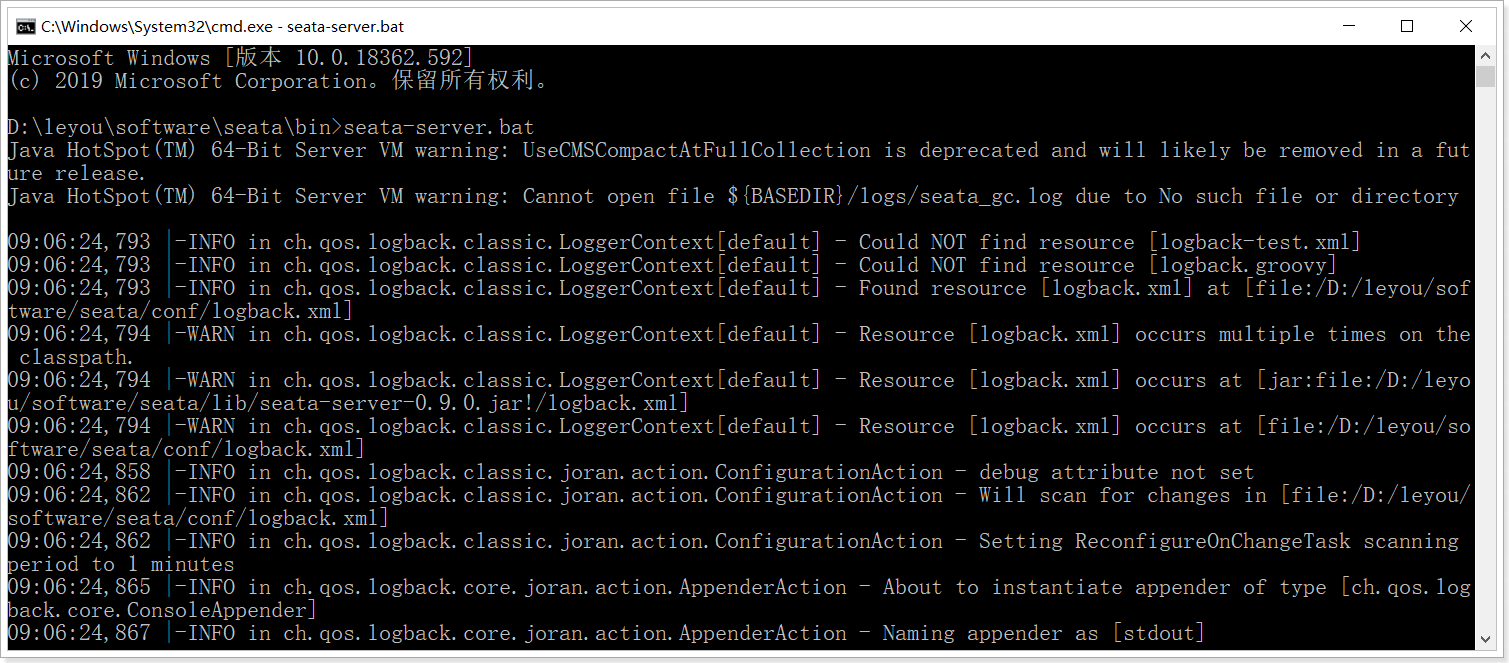 C:\Windows\System32\cmd.exe - seata-server.bat
Microsoft Windows [版本 10.0.18362.592]
(c) 2019 Microsoft Corporation。保留所有权利。
D:\leyou\software\seata\bin>seata-server.bat
Java HotSpot(TM) 64-Bit Server VM warning: UseCMSCompactAtFullCollection is deprecated and will likely be removed in a fut
ure release.
Java HotSpot(TM) 64-Bit Server VM warning: Cannot open file ${BASEDIR}/logs/seata_gc.log due to No such file or directory
09:06:24,793 |-INFO in ch.qos.logback.classic.LoggerContext[default] - Could NOT find resource [logback-test.xml]
09:06:24,793 |-INFO in ch.qos.logback.classic.LoggerContext[default] - Could NOT find resource [logback.groovy]
09:06:24,793 |-INFO in ch.qos.logback.classic.LoggerContext[default] - Found resource [logback.xml] at [file:/D:/leyou/sof
tware/seata/conf/logback.xml]
09:06:24,794 |-WARN in ch.qos.logback.classic.LoggerContext[default] - Resource [logback.xml] occurs multiple times on the
 classpath.
09:06:24,794 |-WARN in ch.qos.logback.classic.LoggerContext[default] - Resource [logback.xml] occurs at [jar:file:/D:/leyo
u/software/seata/lib/seata-server-0.9.0.jar!/logback.xml]
09:06:24,794 |-WARN in ch.qos.logback.classic.LoggerContext[default] - Resource [logback.xml] occurs at [file:/D:/leyou/so
ftware/seata/conf/logback.xml]
09:06:24,858 |-INFO in ch.qos.logback.classic.joran.action.ConfigurationAction - debug attribute not set
09:06:24,862 |-INFO in ch.qos.logback.classic.joran.action.ConfigurationAction - Will scan for changes in [file:/D:/leyou/
software/seata/conf/logback.xml]
09:06:24,862 |-INFO in ch.qos.logback.classic.joran.action.ConfigurationAction - Setting ReconfigureOnChangeTask scanning
period to 1 minutes
09:06:24,865 |-INFO in ch.qos.logback.core.joran.action.AppenderAction - About to instantiate appender of type [ch.qos.log
back.core.ConsoleAppender]
09:06:24,867 |-INFO in ch.qos.logback.core.joran.action.AppenderAction - Naming appender as [stdout]